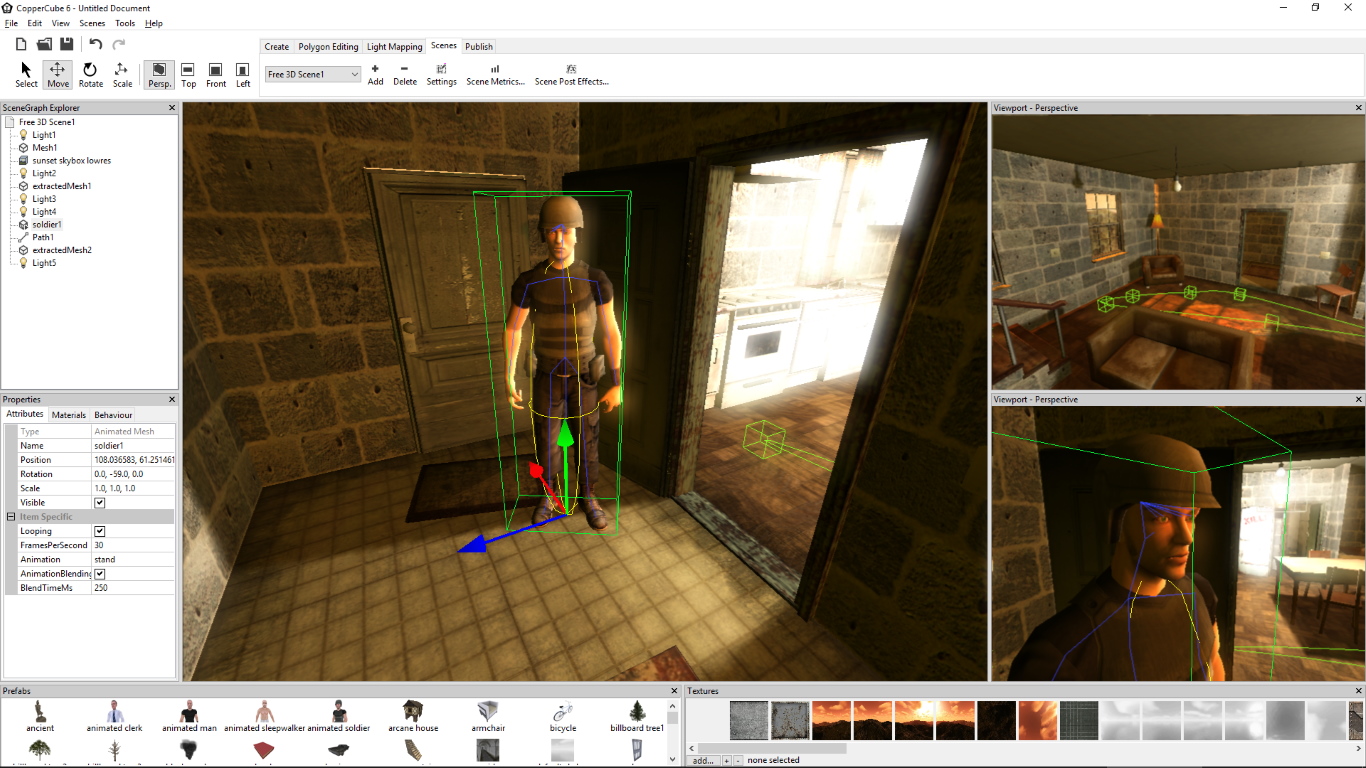 CopperCube 6 - Untitled Document
File Edit View Scenes Tools Help
Create Polygon Editing Light Mapping Scenes Publish
Free 3D Scene1
Add Delete Settings Scene Metrics... Scene Post Effects...
Select Move Rotate Scale Persp. Top Front Left
SceneGraph Explorer
Free 3D Scene1
Light1
Mesh1
sunset skybox lowres
Light2
extractedMesh1
Light3
Light4
soldier1
Path1
extractedMesh2
Light5
Viewport - Perspective
Viewport - Perspective
Properties
Attributes Materials Behaviour
Type Animated Mesh
Name soldier1
Position 108.036583, 61.251461
Rotation 0.0, -59.0, 0.0
Scale 1.0, 1.0, 1.0
Visible
Item Specific
Looping
FramesPerSecond 30
Animation stand
AnimationBlending
BlendTimeMs 250
Prefabs
ancient animated clerk animated man animated sleepwalker animated soldier arcane house armchair bicycle billboard tree1
Textures
add... + - none selected